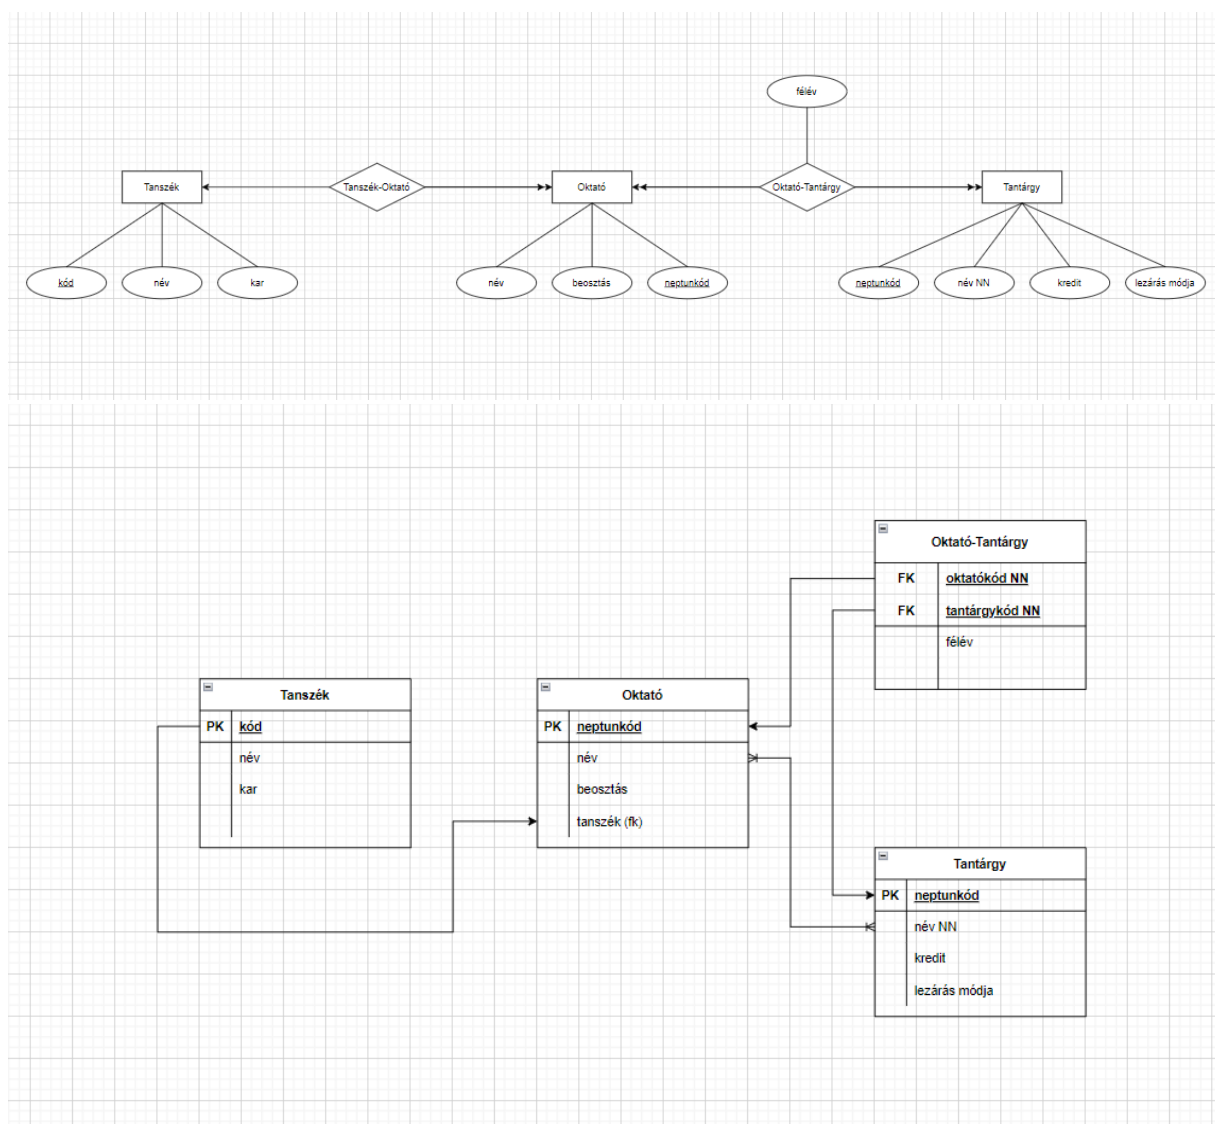 félév
Tanszék
Tanszék-Oktató
Oktató
Oktató-Tantárgy
Tantárgy
kód
név
kar
név
beosztás
neptunkód
neptunkód
név NN
kredit
lezárás módja
Oktató-Tantárgy
FK oktatókód NN
FK tantárgykód NN
félév
Tanszék
PK kód
név
kar
Oktató
PK neptunkód
név
beosztás
tanszék (fk)
Tantárgy
PK neptunkód
név NN
kredit
lezárás módja